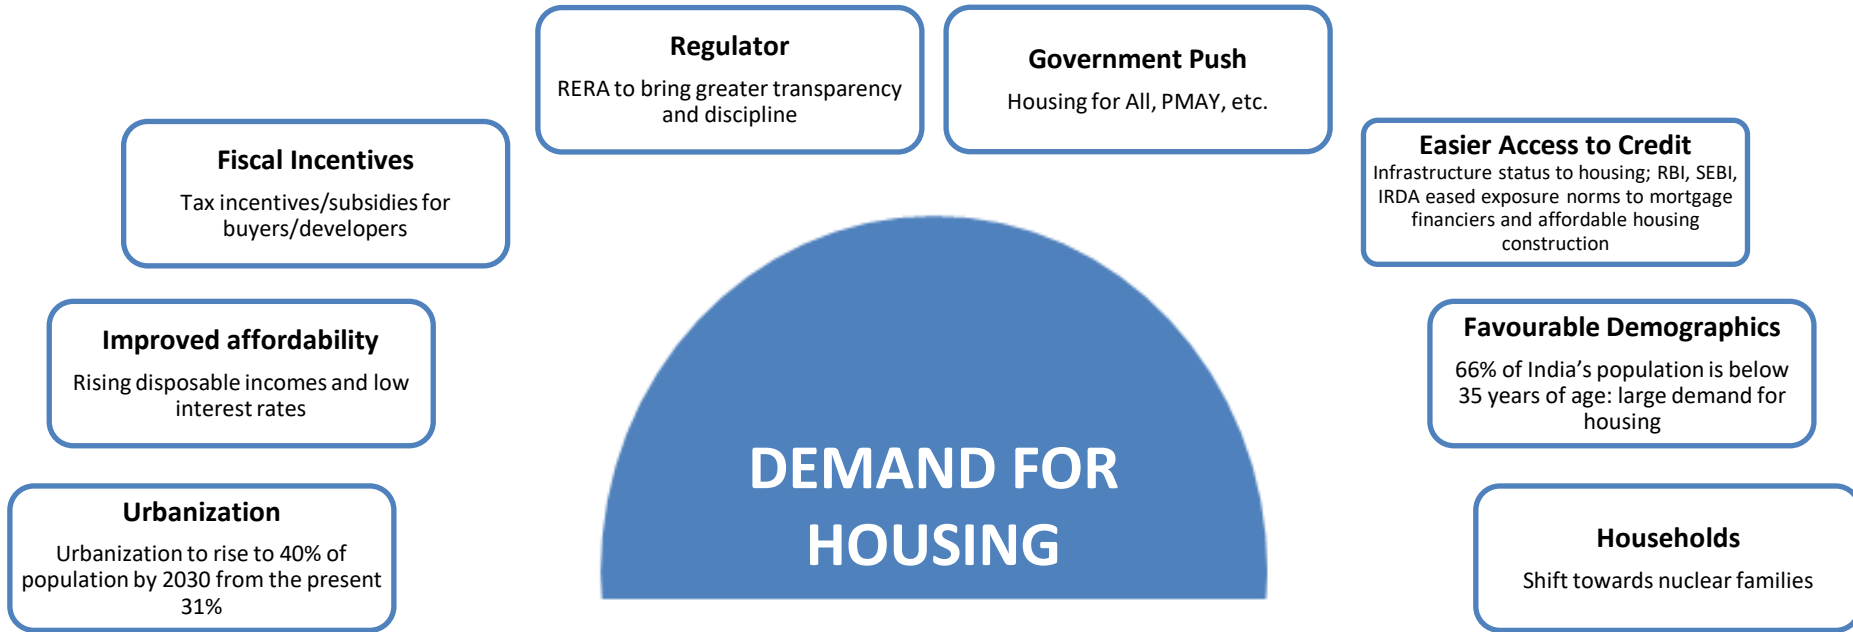 Regulator
RERA to bring greater transparency
and discipline
Government Push
Housing for All, PMAY, etc.
Fiscal Incentives
Tax incentives/subsidies for
buyers/developers
Easier Access to Credit
Infrastructure status to housing; RBI, SEBI,
IRDA eased exposure norms to mortgage
financiers and affordable housing
construction
Improved affordability
Rising disposable incomes and low
interest rates
Favourable Demographics
66% of India’s population is below
35 years of age: large demand for
housing
Urbanization
Urbanization to rise to 40% of
population by 2030 from the present
31%
DEMAND FOR
HOUSING
Households
Shift towards nuclear families